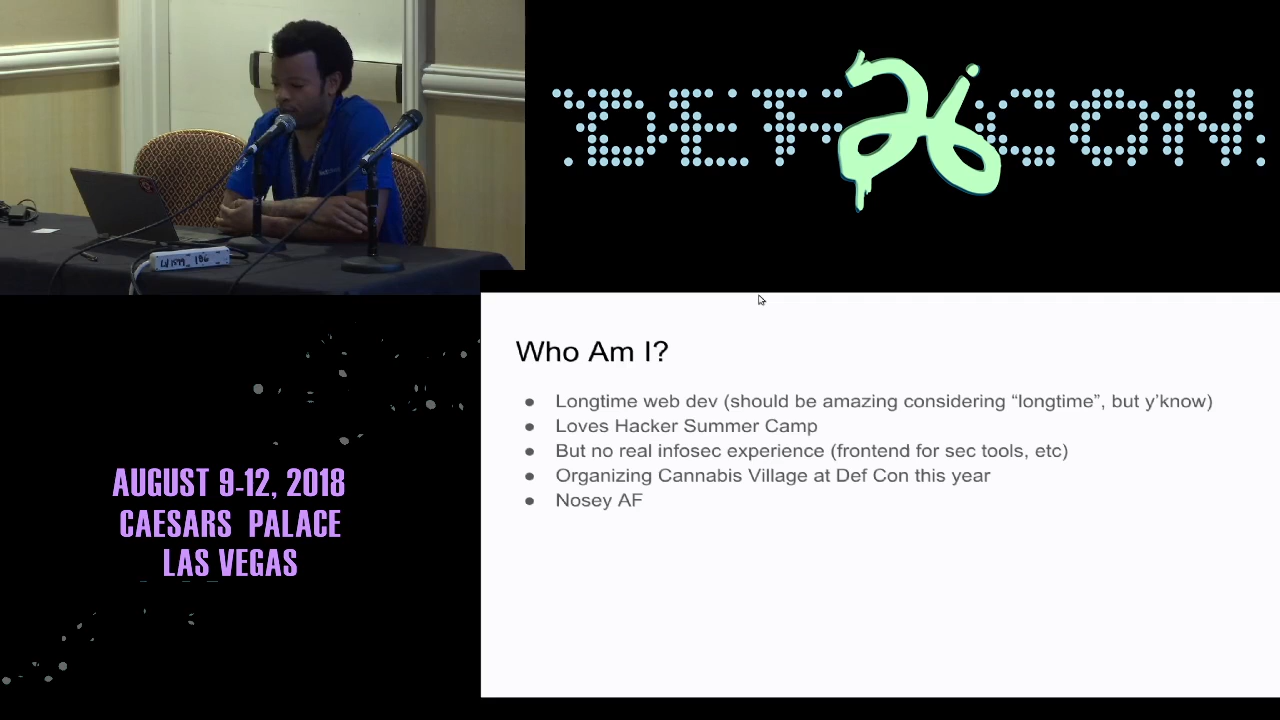 DEF 26 CON
Who Am I?
● Longtime web dev (should be amazing considering “longtime”, but y’know)
● Loves Hacker Summer Camp
● But no real infosec experience (frontend for sec tools, etc)
● Organizing Cannabis Village at Def Con this year
● Nosey AF
AUGUST 9-12, 2018
CAESARS PALACE
LAS VEGAS